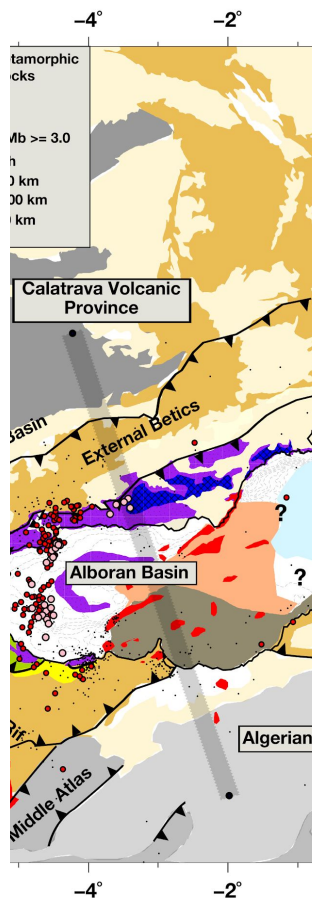 −4° −2°
tamorphic
ocks
Mb >= 3.0
h
0 km
00 km
0 km
Calatrava Volcanic
Province
Basin
External Betics
?
Alboran Basin
?
Rif
Algerian
Middle Atlas
−4° −2°